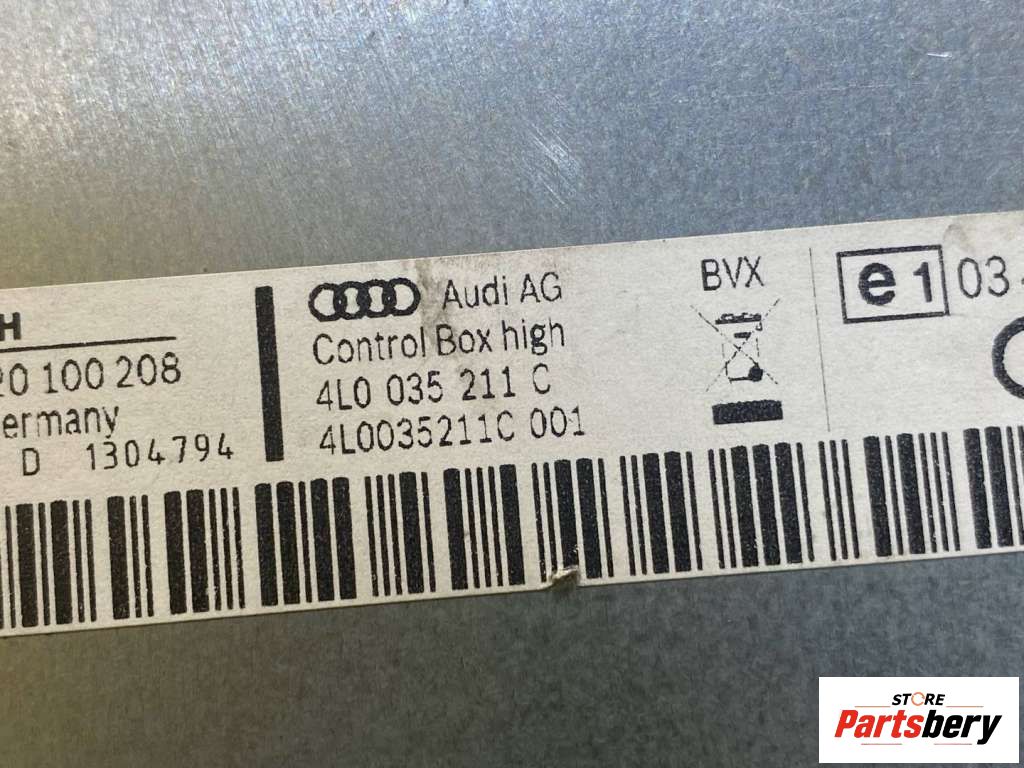 H
20 100 208
ermany
D 1304794
Audi AG
Control Box high
4L0 035 211 C
4L0035211C 001
BVX
e1 03
STORE
Partsbery